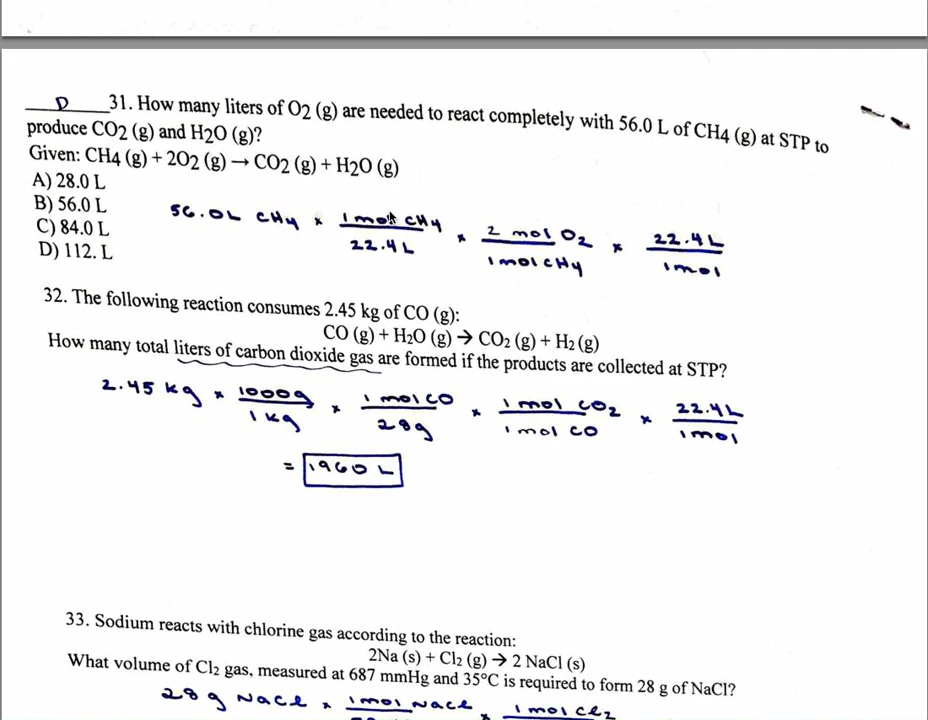 D 31. How many liters of O2 (g) are needed to react completely with 56.0 L of CH4 (g) at STP to
produce CO2 (g) and H2O (g)?
Given: CH4 (g) + 2O2 (g) → CO2 (g) + H2O (g)
A) 28.0 L
B) 56.0 L
C) 84.0 L
D) 112. L
56.0L CH4 × 1 mol CH4 / 22.4 L × 2 mol O2 / 1 mol CH4 × 22.4 L / 1 mol
32. The following reaction consumes 2.45 kg of CO (g):
CO (g) + H2O (g) → CO2 (g) + H2 (g)
How many total liters of carbon dioxide gas are formed if the products are collected at STP?
2.45 kg × 1000g / 1 kg × 1 mol CO / 28g × 1 mol CO2 / 1 mol CO × 22.4L / 1 mol
= 1960 L
33. Sodium reacts with chlorine gas according to the reaction:
2Na (s) + Cl2 (g) → 2 NaCl (s)
What volume of Cl2 gas, measured at 687 mmHg and 35°C is required to form 28 g of NaCl?
28 g NaCl × 1 mol NaCl × 1 mol Cl2